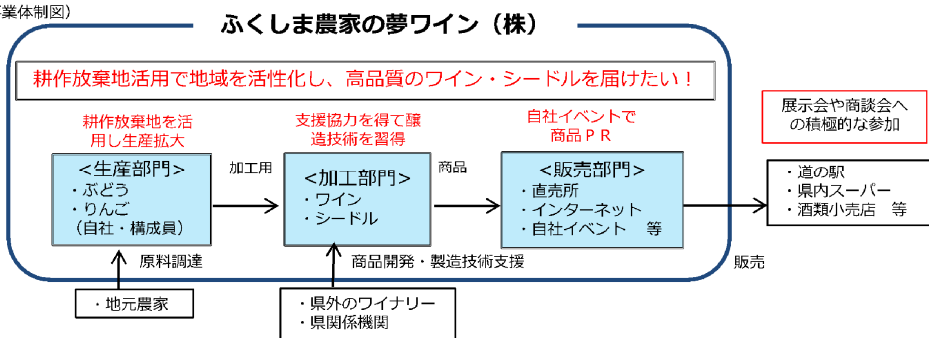 業体制図)
ふくしま農家の夢ワイン（株）
耕作放棄地活用で地域を活性化し、高品質のワイン・シードルを届けたい！
耕作放棄地を活
用し生産拡大
支援協力を得て醸
造技術を習得
自社イベントで
商品ＰＲ
展示会や商談会へ
の積極的な参加
<生産部門>
・ぶどう
・りんご
（自社・構成員）
加工用
<加工部門>
・ワイン
・シードル
商品
<販売部門>
・直売所
・インターネット
・自社イベント　等
・道の駅
・県内スーパー
・酒類小売店　等
原料調達
商品開発・製造技術支援
販売
・地元農家
・県外のワイナリー
・県関係機関